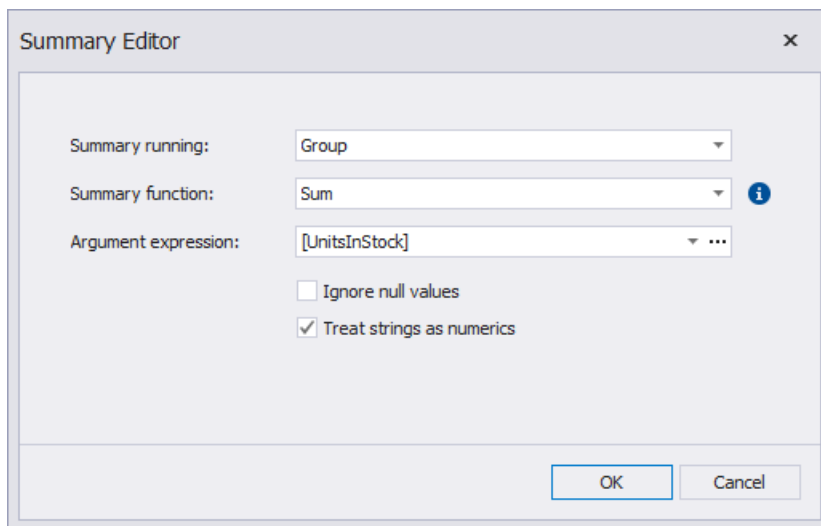 Summary Editor
Summary running: Group
Summary function: Sum
Argument expression: [UnitsInStock]
Ignore null values
Treat strings as numerics
OK Cancel